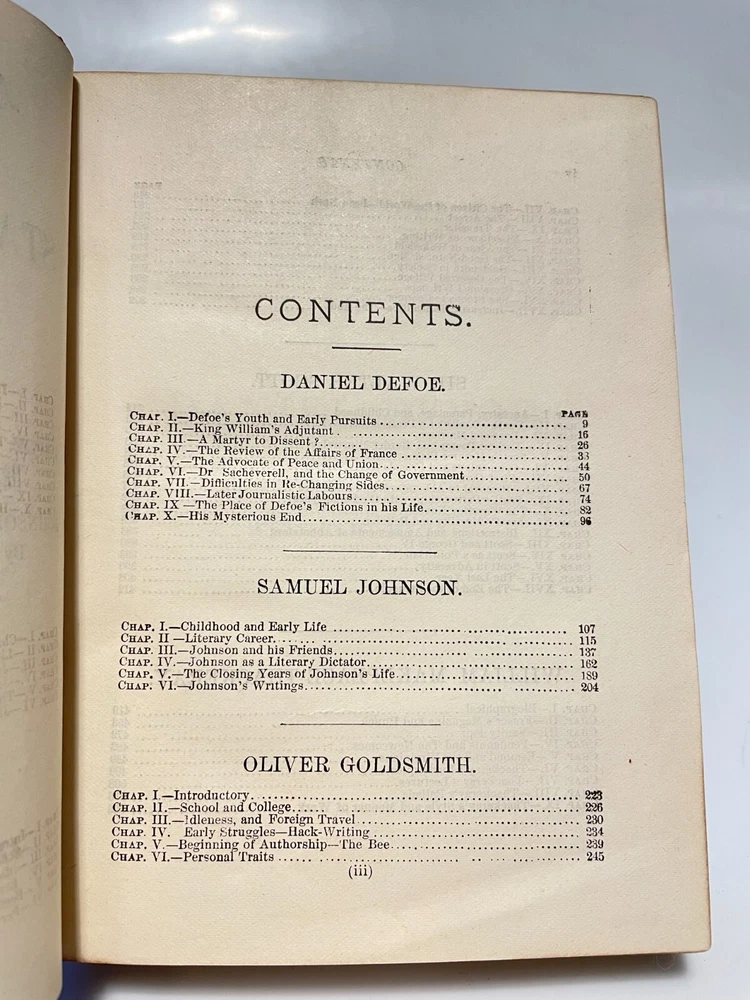 CONTENTS.
DANIEL DEFOE.
PAGE
CHAP. I.—Defoe's Youth and Early Pursuits ........ 9
CHAP. II.—King William's Adjutant ........ 16
CHAP. III.—A Martyr to Dissent ? ........ 26
CHAP. IV.—The Review of the Affairs of France ........ 33
CHAP. V.—The Advocate of Peace and Union ........ 44
CHAP. VI.—Dr Sacheverell, and the Change of Government ........ 50
CHAP. VII.—Difficulties in Re-Changing Sides ........ 67
CHAP. VIII.—Later Journalistic Labours ........ 74
CHAP. IX —The Place of Defoe's Fictions in his Life ........ 82
CHAP. X.—His Mysterious End ........ 96
SAMUEL JOHNSON.
CHAP. I.—Childhood and Early Life ........ 107
CHAP. II —Literary Career ........ 115
CHAP. III.—Johnson and his Friends ........ 137
CHAP. IV.—Johnson as a Literary Dictator ........ 162
CHAP. V.—The Closing Years of Johnson's Life ........ 189
CHAP. VI.—Johnson's Writings ........ 204
OLIVER GOLDSMITH.
CHAP. I.—Introductory ........ 223
CHAP. II.—School and College ........ 226
CHAP. III.—Idleness, and Foreign Travel ........ 230
CHAP. IV. Early Struggles—Hack-Writing ........ 234
CHAP. V.—Beginning of Authorship—The Bee ........ 239
CHAP. VI.—Personal Traits ........ 245
(iii)